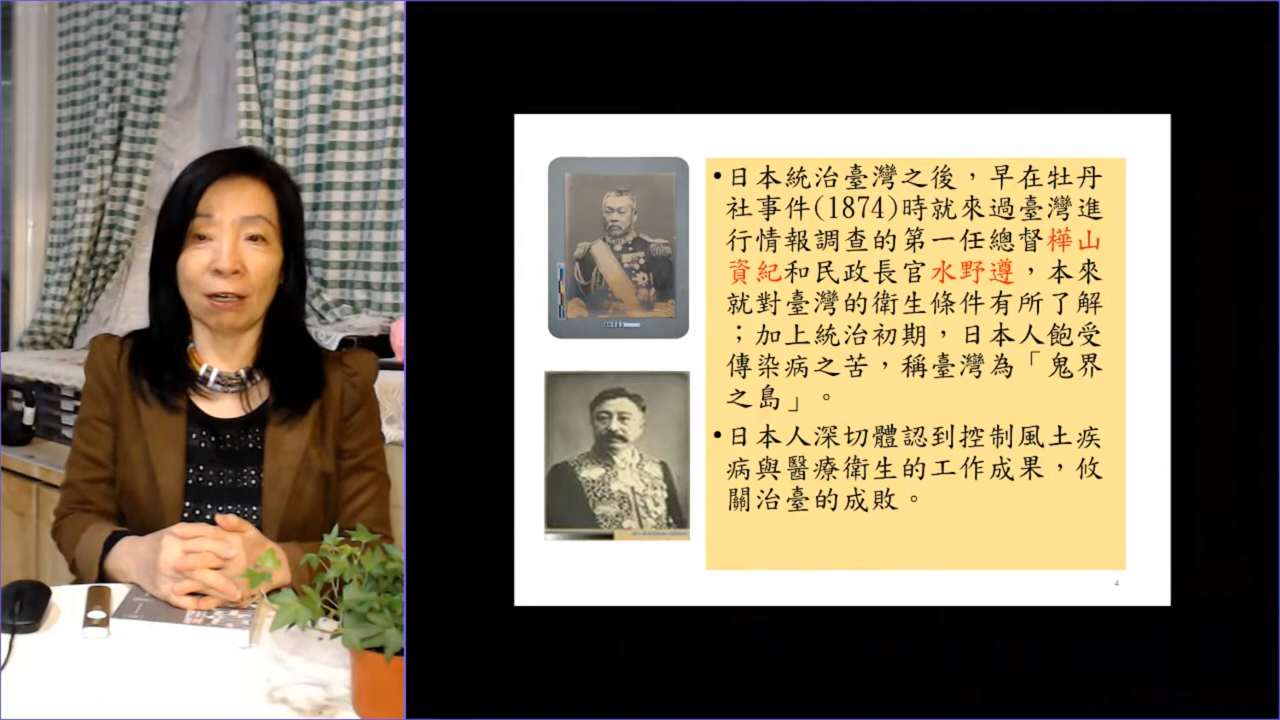 •日本統治臺灣之後，早在牡丹
社事件(1874)時就來過臺灣進
行情報調查的第一任總督樺山
資紀和民政長官水野遵，本來
就對臺灣的衛生條件有所了解
；加上統治初期，日本人飽受
傳染病之苦，稱臺灣為「鬼界
之島」。
•日本人深切體認到控制風土疾
病與醫療衛生的工作成果，攸
關治臺的成敗。
4